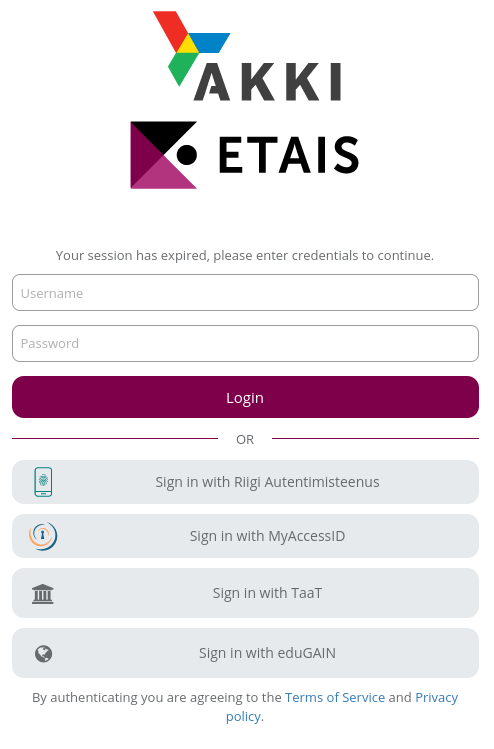 AKKI
ETAIS
Your session has expired, please enter credentials to continue.
Username
Password
Login
OR
Sign in with Riigi Autentimisteenus
Sign in with MyAccessID
Sign in with TaaT
Sign in with eduGAIN
By authenticating you are agreeing to the Terms of Service and Privacy
policy.